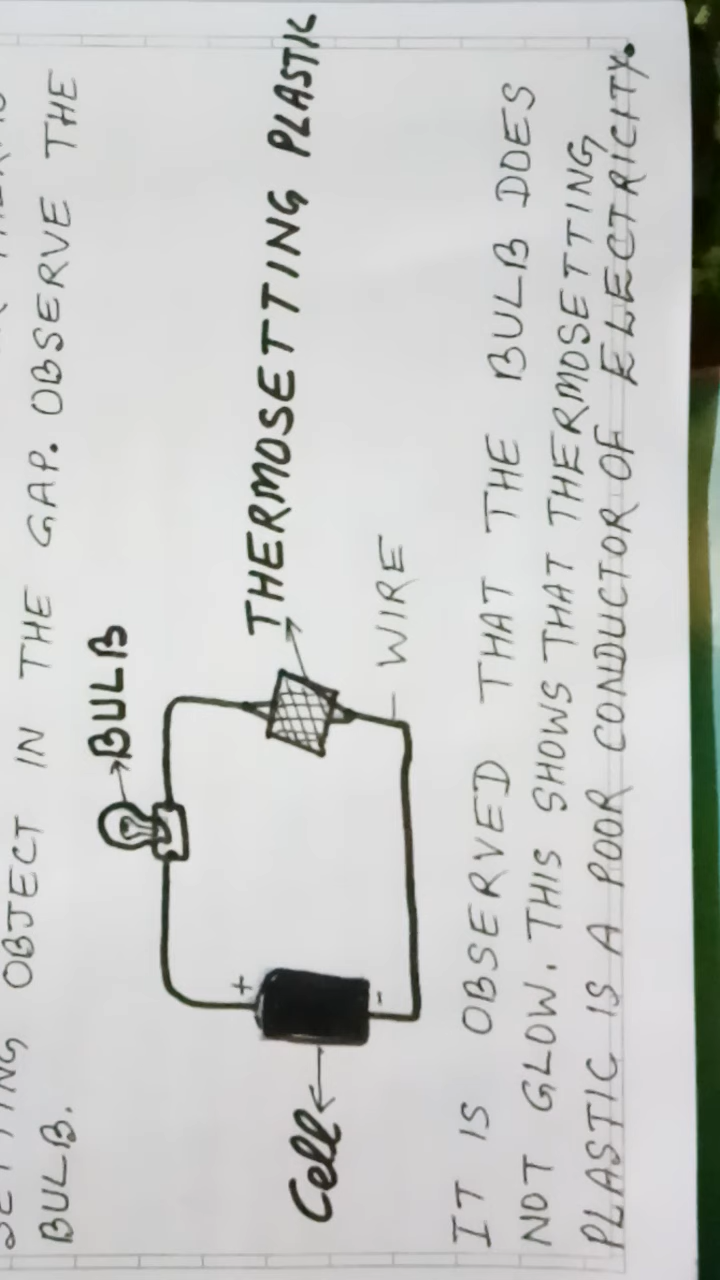 SETTING OBJECT IN THE GAP. OBSERVE THE
BULB.
BULB
THERMOSETTING PLASTIC
+
-
Cell
WIRE
IT IS OBSERVED THAT THE BULB DOES
NOT GLOW. THIS SHOWS THAT THERMOSETTING
PLASTIC IS A POOR CONDUCTOR OF ELECTRICITY.